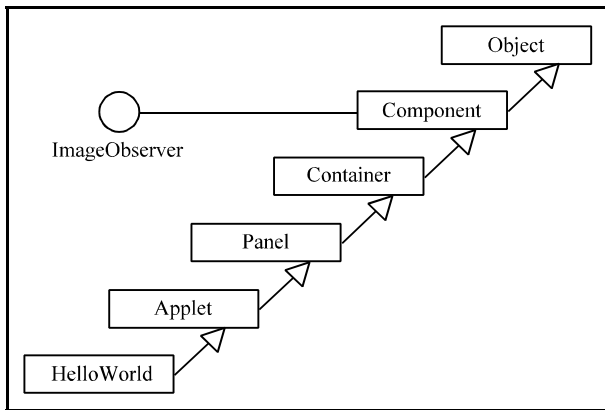 Object
Component
ImageObserver
Container
Panel
Applet
HelloWorld